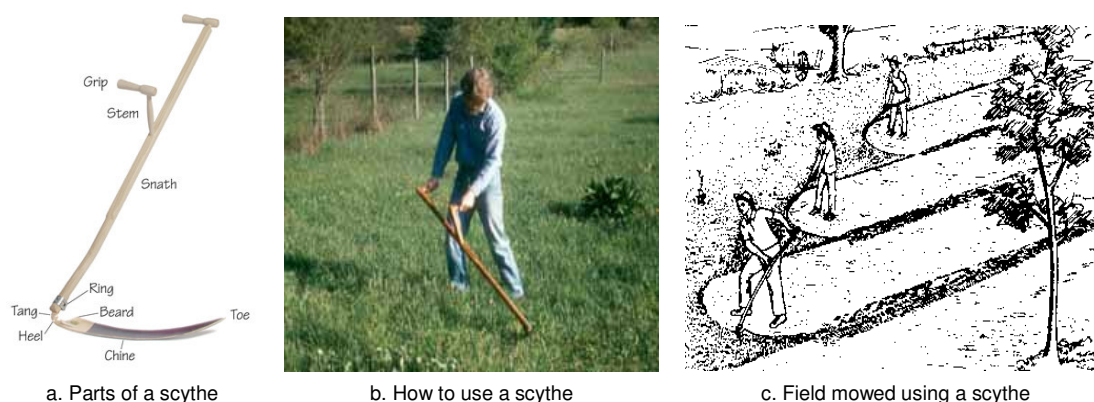 Grip
Stem
Snath
Ring
Tang
Beard
Toe
Heel
Chine
a. Parts of a scythe
b. How to use a scythe
c. Field mowed using a scythe